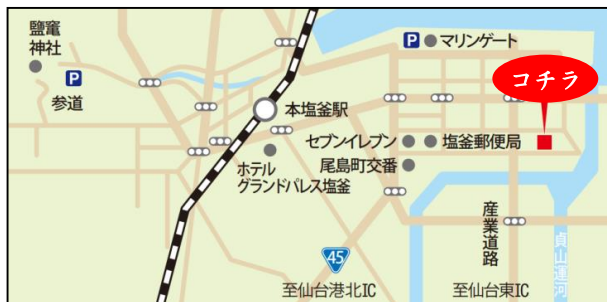 鹽竈
神社
P
参道
P
マリンゲート
コチラ
本塩釜駅
セブンイレブン
塩釜郵便局
尾島町交番
ホテル
グランドパレス塩釜
産業道路
貞山運河
45
至仙台港北IC
至仙台東IC